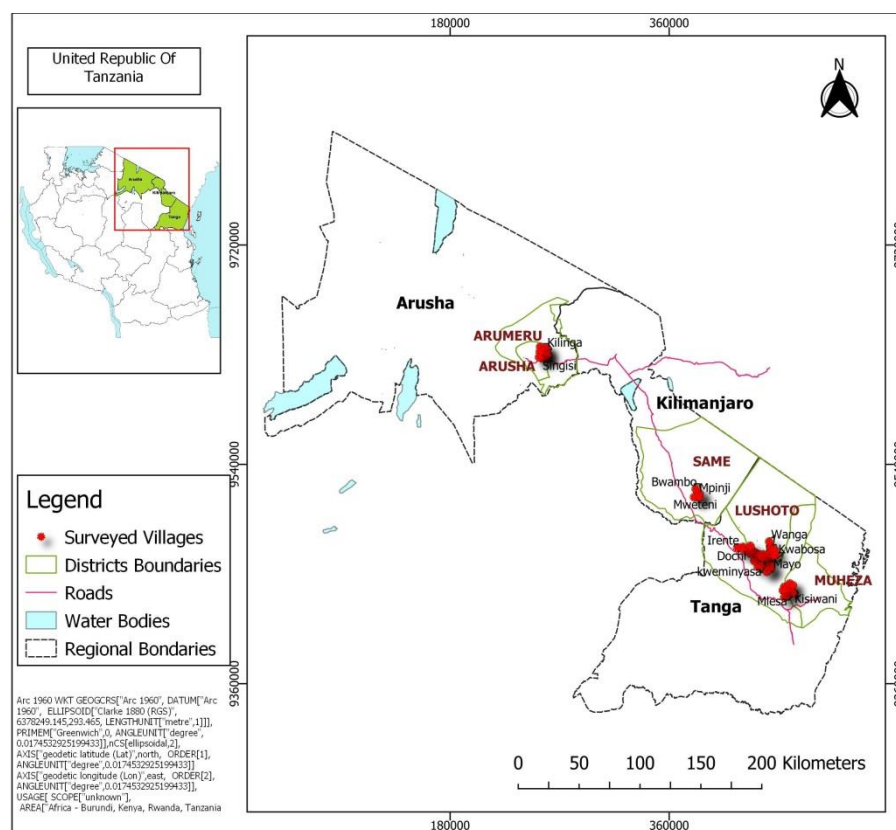 United Republic Of
Tanzania
Arusha
Kilimanjaro
Tanga
180000
360000
N
9720000
Arusha
ARUMERU
Kilinga
ARUSHA
Singisi
Kilimanjaro
9540000
SAME
Bwambo
Mpinji
Mweteni
LUSHOTO
Irente
Wanga
Dochi
Kwabosa
kweminyasa
Mayo
MUHEZA
Kisiwani
Tanga
9360000
0 25 50 100 150 200 Kilometers
180000
360000
Legend
Surveyed Villages
Districts Boundaries
Roads
Water Bodies
Regional Bondaries
Arc 1960 WKT GEOGCRS["Arc 1960", DATUM["Arc
1960", ELLIPSOID["Clarke 1880 (RGS)",
6378249.145,293.465, LENGTHUNIT["metre",1]]],
PRIMEM["Greenwich",0, ANGLEUNIT["degree",
0.0174532925199433]],nCS[ellipsoidal,2],
AXIS["geodetic latitude (Lat)",north, ORDER[1],
ANGLEUNIT["degree",0.0174532925199433]]
AXIS["geodetic longitude (Lon)",east, ORDER[2],
ANGLEUNIT["degree",0.0174532925199433]],
USAGE[ SCOPE["unknown"],
AREA["Africa - Burundi, Kenya, Rwanda, Tanzania